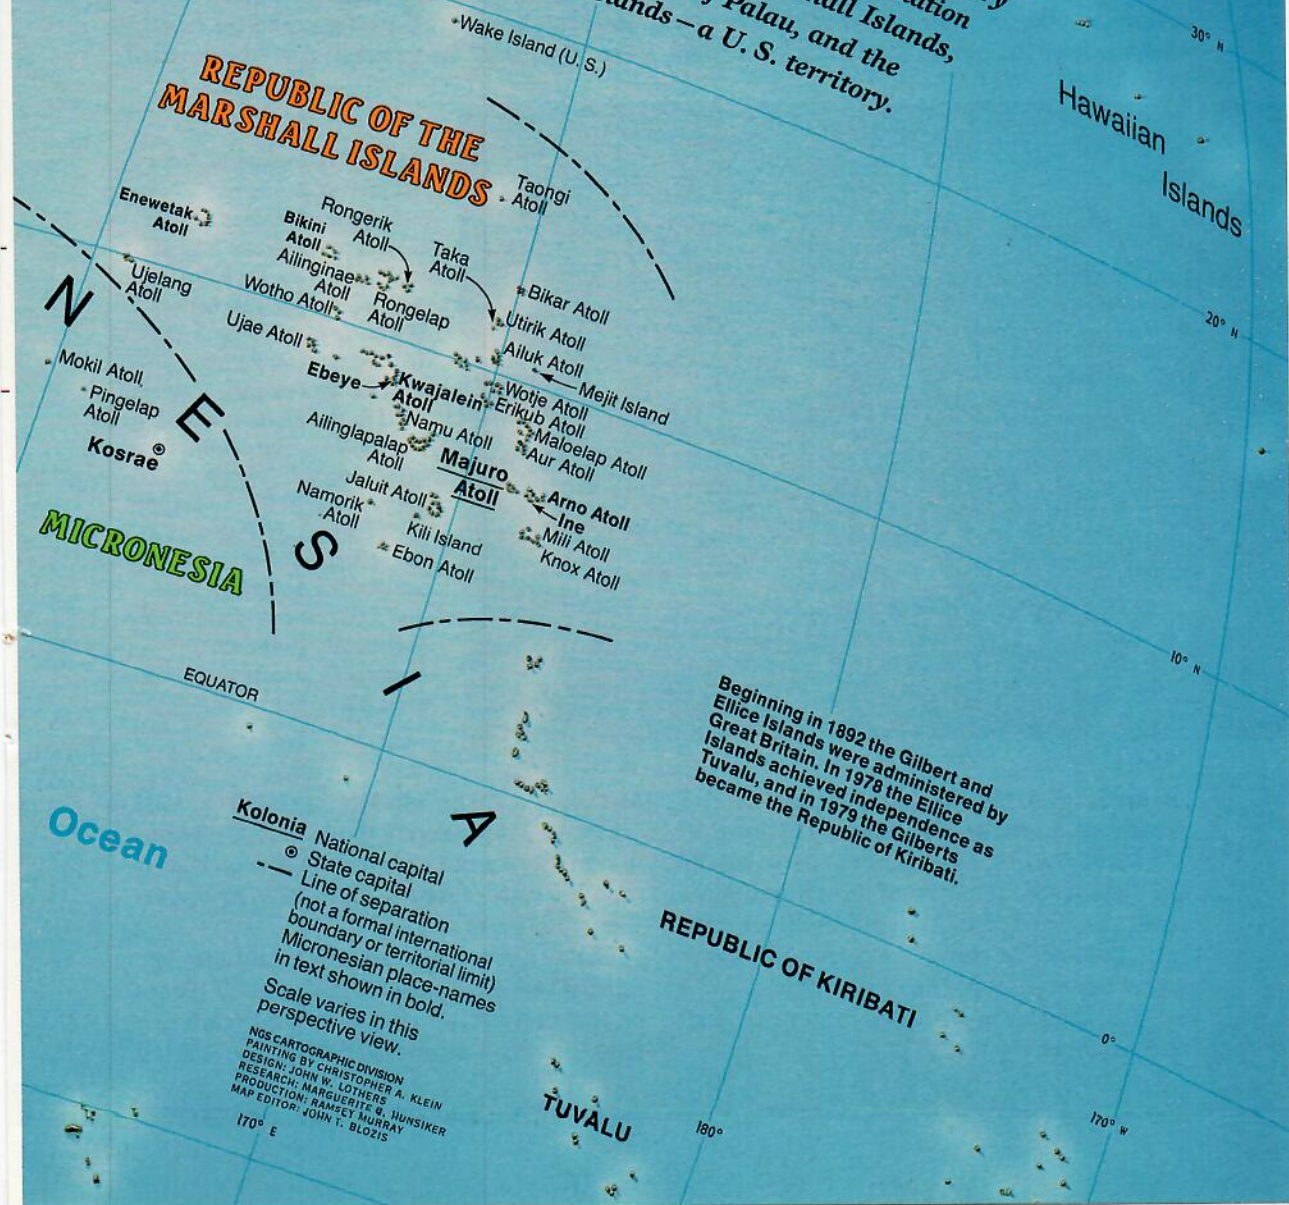 ation
all Islands,
Palau, and the
lands—a U. S. territory.
Wake Island (U. S.)
30° N
Hawaiian
Islands
REPUBLIC OF THE
MARSHALL ISLANDS
Taongi
Atoll
Enewetak
Atoll
Rongerik
Atoll
Bikini
Atoll
Taka
Atoll
Ailinginae
Atoll
Ujelang
Atoll
Wotho Atoll
Rongelap
Atoll
Bikar Atoll
Utirik Atoll
20° N
Ujae Atoll
Ailuk Atoll
Mejit Island
N
E
S
I
A
Mokil Atoll
Pingelap
Atoll
Kosrae
Ebeye
Kwajalein
Atoll
Wotje Atoll
Erikub Atoll
Namu Atoll
Maloelap Atoll
Aur Atoll
Ailinglapalap
Atoll
Majuro
Atoll
Jaluit Atoll
Arno Atoll
Ine
Namorik
Atoll
Kili Island
Mili Atoll
Knox Atoll
Ebon Atoll
MICRONESIA
10° N
EQUATOR
Beginning in 1892 the Gilbert and
Ellice Islands were administered by
Great Britain. In 1978 the Ellice
Islands achieved independence as
Tuvalu, and in 1979 the Gilberts
became the Republic of Kiribati.
Ocean
Kolonia National capital
State capital
Line of separation
(not a formal international
boundary or territorial limit)
Micronesian place-names
in text shown in bold.
Scale varies in this
perspective view.
NGS CARTOGRAPHIC DIVISION
PAINTING BY CHRISTOPHER A. KLEIN
DESIGN: JOHN W. LOTHERS
RESEARCH: MARGUERITE B. HUNSIKER
PRODUCTION: RAMSEY MURRAY
MAP EDITOR: JOHN T. BLOZIS
REPUBLIC OF KIRIBATI
0°
TUVALU
170° E
180°
170° W